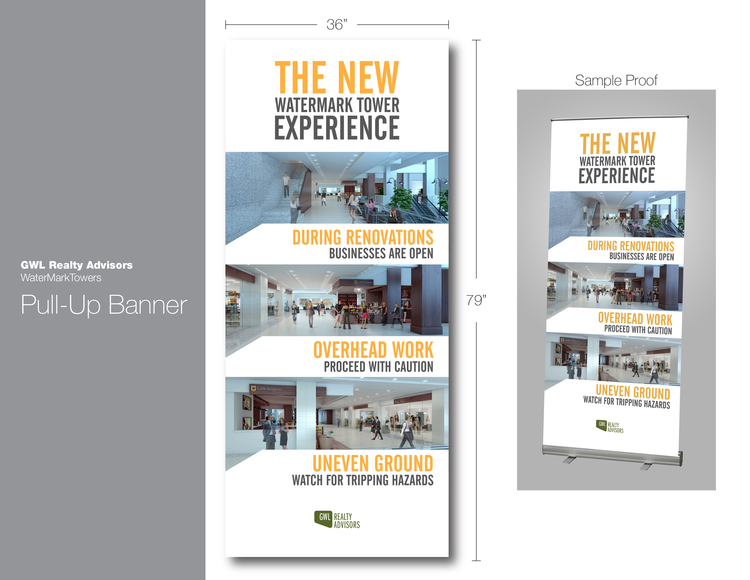 GWL Realty Advisors
WaterMarkTowers
Pull-Up Banner
36”
THE NEW
WATERMARK TOWER
EXPERIENCE
DURING RENOVATIONS
BUSINESSES ARE OPEN
OVERHEAD WORK
PROCEED WITH CAUTION
UNEVEN GROUND
WATCH FOR TRIPPING HAZARDS
GWL REALTY
ADVISORS
79”
Sample Proof
THE NEW
WATERMARK TOWER
EXPERIENCE
DURING RENOVATIONS
BUSINESSES ARE OPEN
OVERHEAD WORK
PROCEED WITH CAUTION
UNEVEN GROUND
WATCH FOR TRIPPING HAZARDS
GWL REALTY
ADVISORS